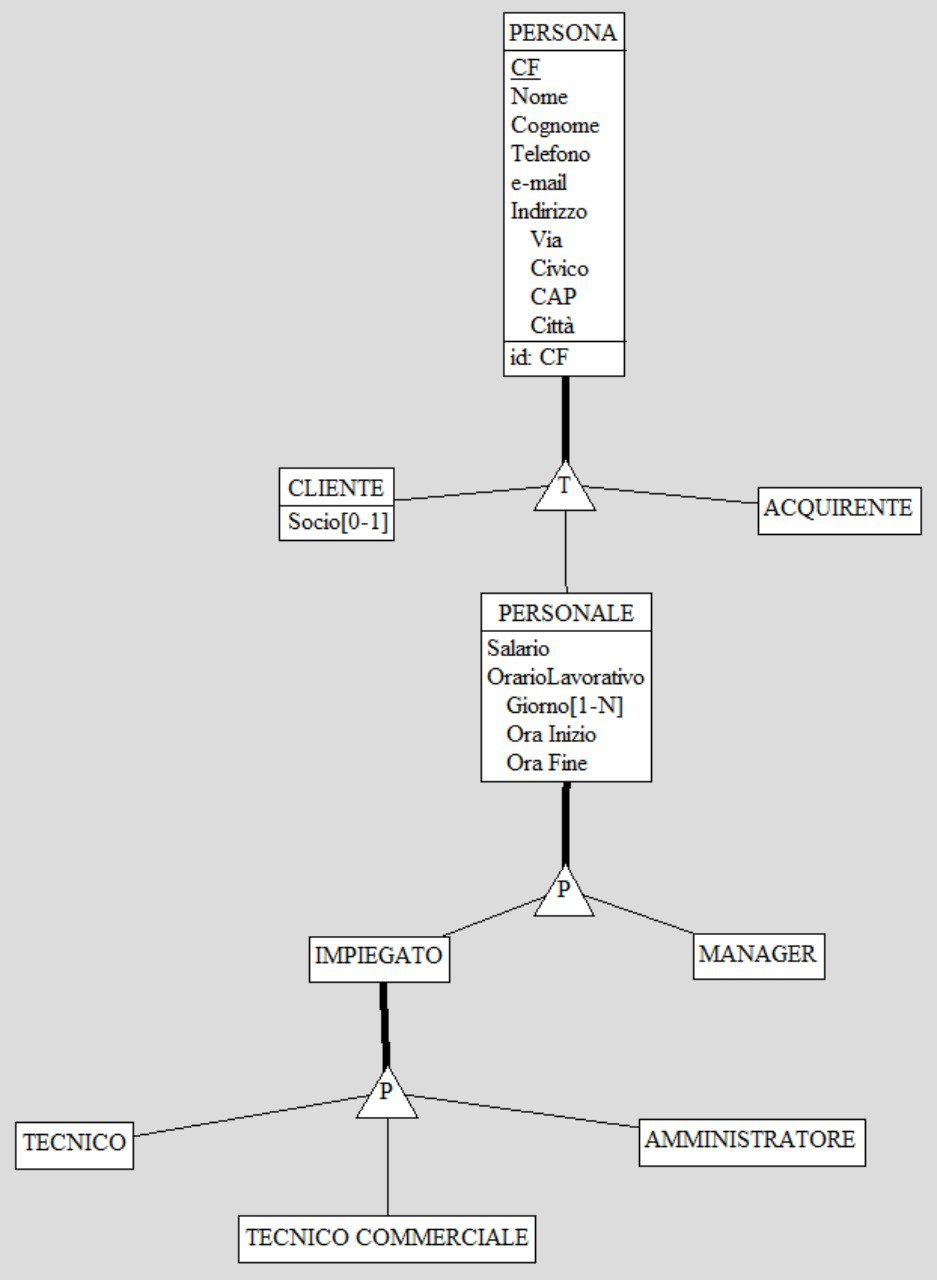 PERSONA
CF
Nome
Cognome
Telefono
e-mail
Indirizzo
Via
Civico
CAP
Città
id: CF
T
CLIENTE
Socio[0-1]
ACQUIRENTE
PERSONALE
Salario
OrarioLavorativo
Giorno[1-N]
Ora Inizio
Ora Fine
P
IMPIEGATO
MANAGER
P
TECNICO
AMMINISTRATORE
TECNICO COMMERCIALE